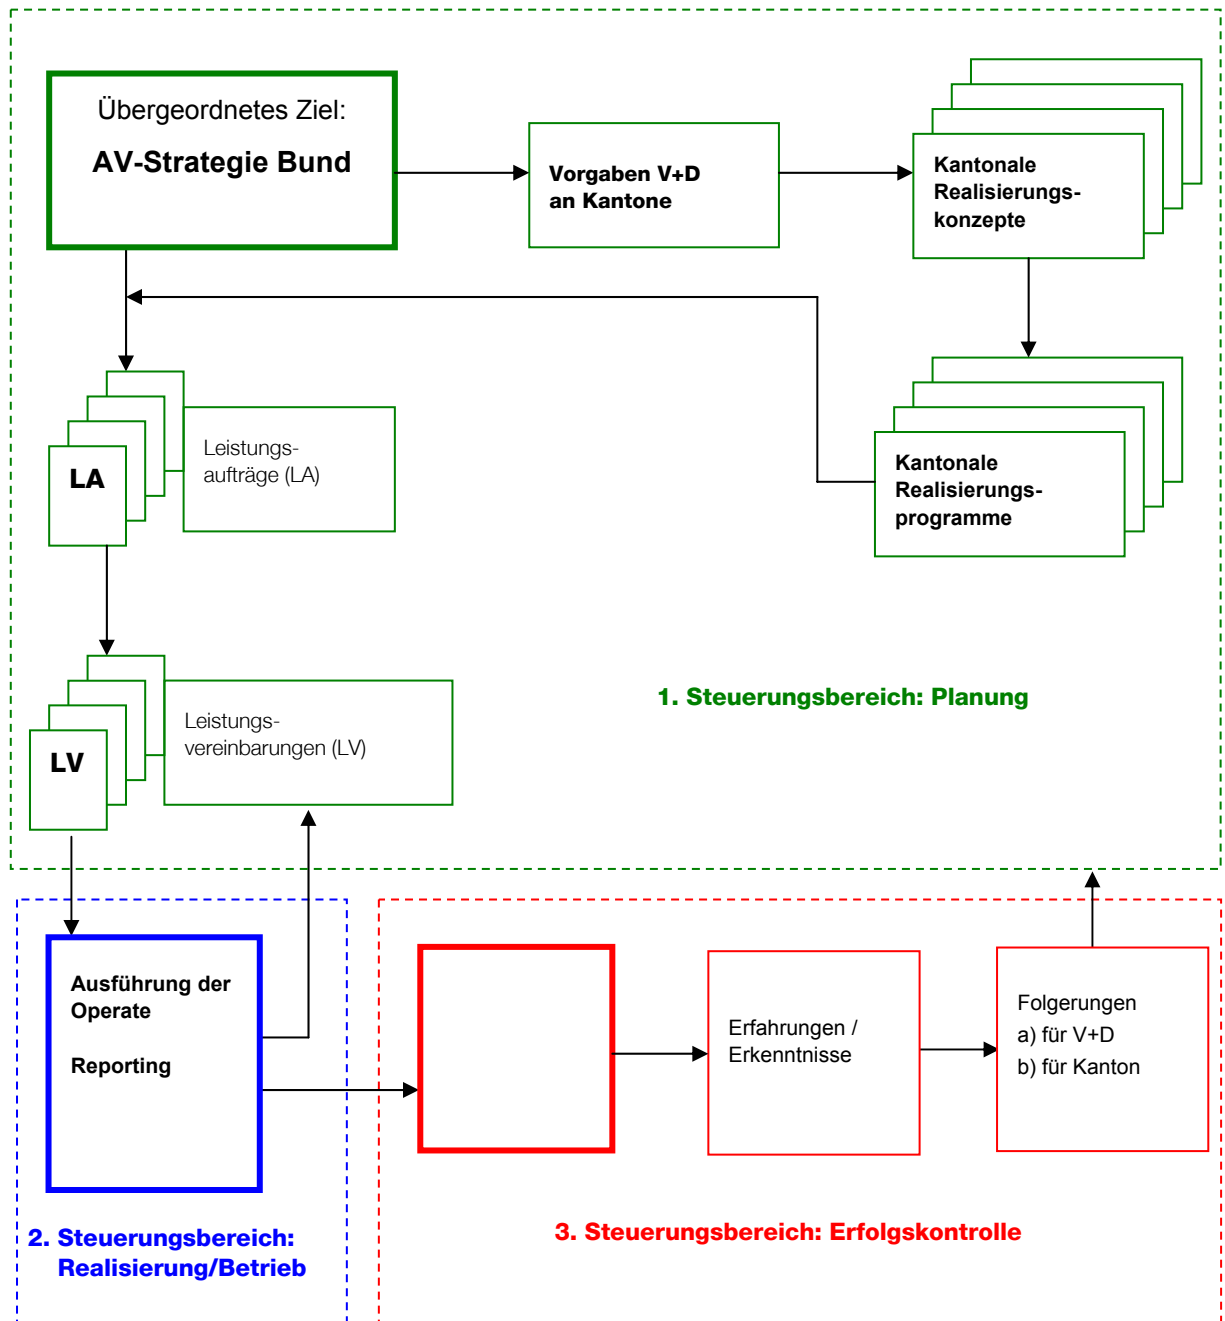 Übergeordnetes Ziel:
AV-Strategie Bund
Vorgaben V+D
an Kantone
Kantonale
Realisierungs-
konzepte
Kantonale
Realisierungs-
programme
Leistungs-
aufträge (LA)
LA
Leistungs-
vereinbarungen (LV)
LV
1. Steuerungsbereich: Planung
Ausführung der
Operate
Reporting
2. Steuerungsbereich:
Realisierung/Betrieb
Erfahrungen /
Erkenntnisse
Folgerungen
a) für V+D
b) für Kanton
3. Steuerungsbereich: Erfolgskontrolle